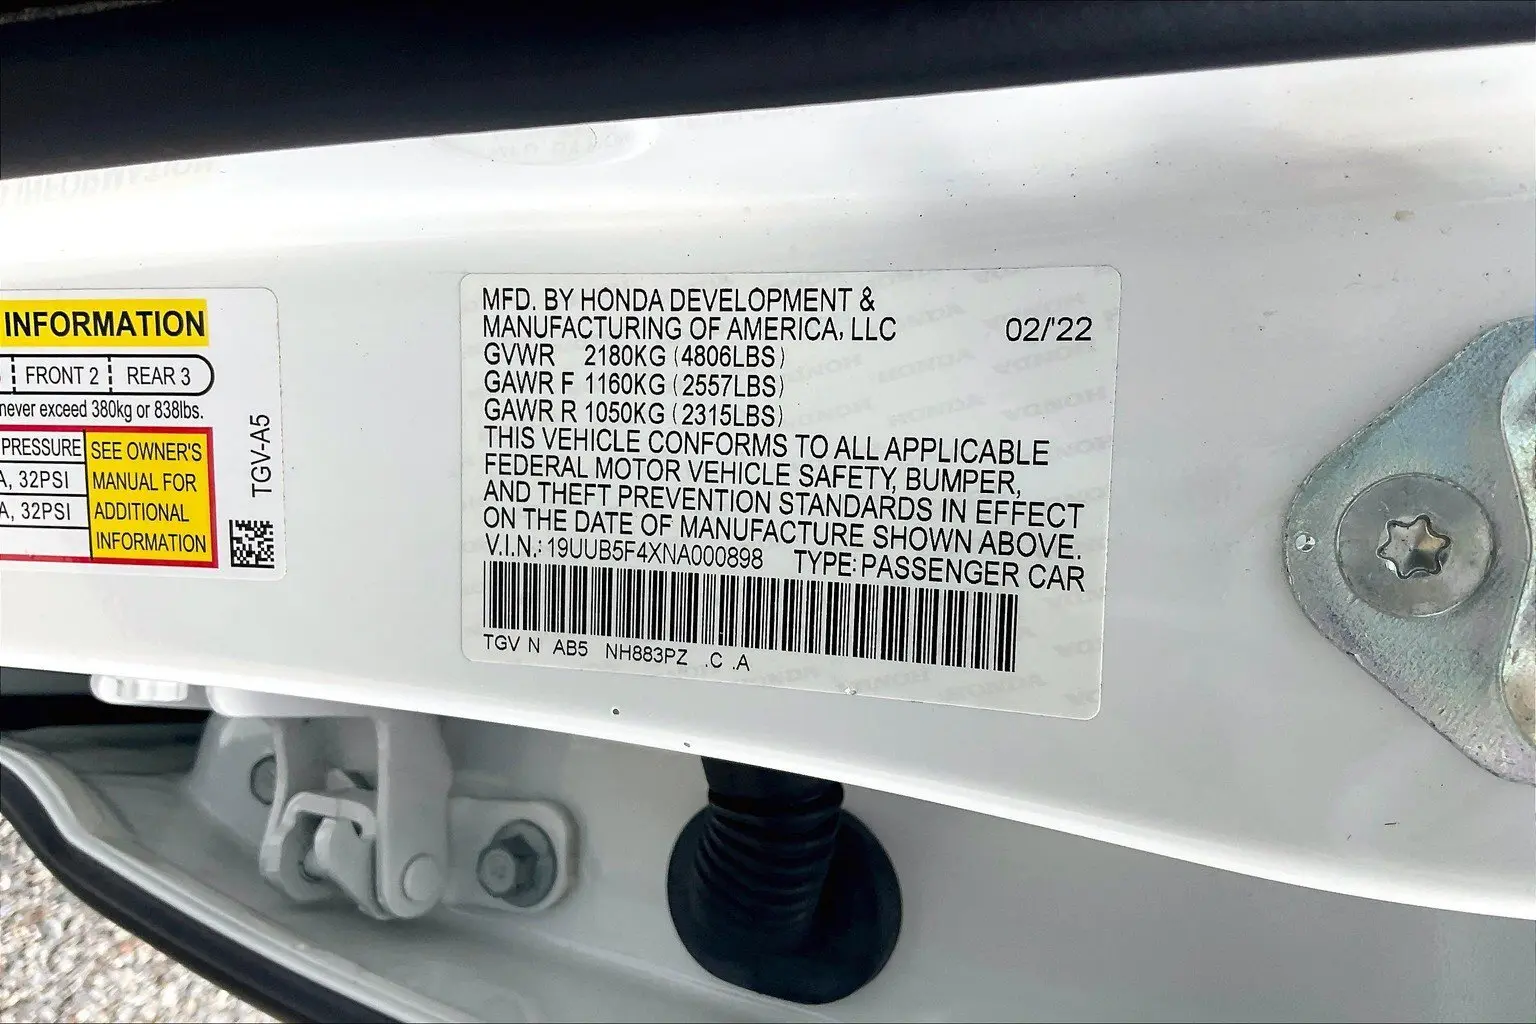 INFORMATION
FRONT 2 REAR 3
never exceed 380kg or 838lbs.
PRESSURE
A, 32PSI
A, 32PSI
SEE OWNER'S
MANUAL FOR
ADDITIONAL
INFORMATION
TGV-A5
MFD. BY HONDA DEVELOPMENT &
MANUFACTURING OF AMERICA, LLC 02/'22
GVWR 2180KG (4806LBS)
GAWR F 1160KG (2557LBS)
GAWR R 1050KG (2315LBS)
THIS VEHICLE CONFORMS TO ALL APPLICABLE
FEDERAL MOTOR VEHICLE SAFETY, BUMPER,
AND THEFT PREVENTION STANDARDS IN EFFECT
ON THE DATE OF MANUFACTURE SHOWN ABOVE.
V.I.N.: 19UUB5F4XNA000898 TYPE: PASSENGER CAR
TGV N AB5 NH883PZ .C .A